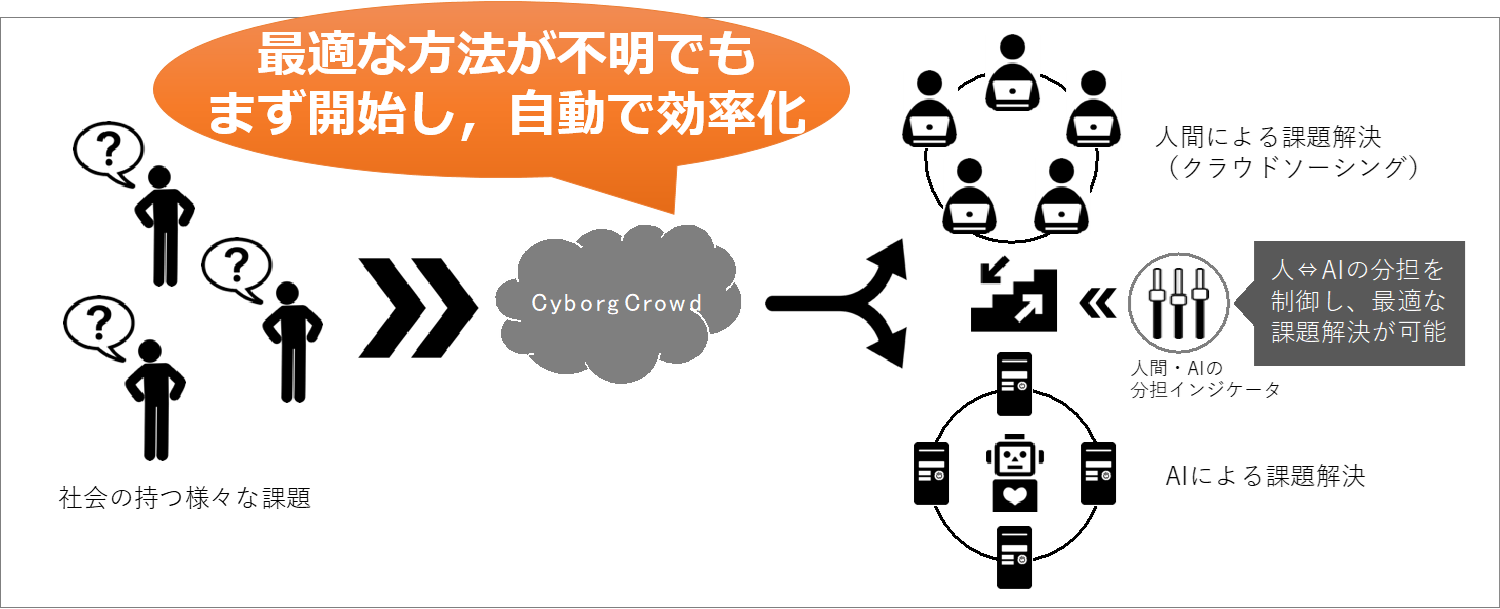 最適な方法が不明でも
まず開始し，自動で効率化
?
?
?
社会の持つ様々な課題
Cyborg Crowd
人間による課題解決
（クラウドソーシング）
人⇔AIの分担を
制御し、最適な
課題解決が可能
人間・AIの
分担インジケータ
AIによる課題解決